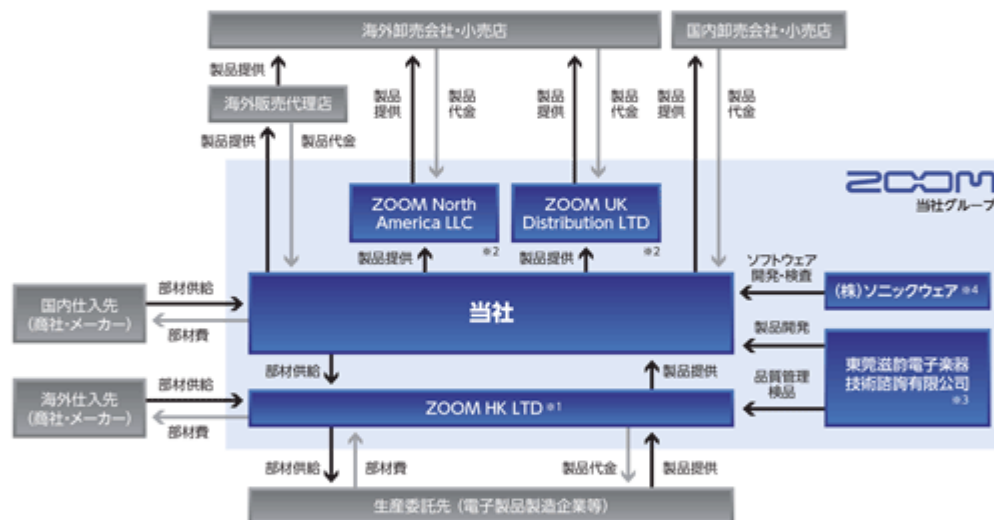 海外卸売会社・小売店
国内卸売会社・小売店
製品提供
海外販売代理店
製品
提供
製品
代金
製品
提供
製品
代金
製品
提供
製品
代金
製品提供
製品代金
ZOOM
当社グループ
ZOOM North
America LLC
※2
ZOOM UK
Distribution LTD
※2
製品提供
製品提供
ソフトウェア
開発・検査
(株)ソニックウェア ※4
国内仕入先
(商社・メーカー)
部材供給
部材費
当社
製品開発
東莞滋韵電子楽器
技術諮詢有限公司
※3
品質管理
検品
部材供給
製品提供
海外仕入先
(商社・メーカー)
部材供給
部材費
ZOOM HK LTD ※1
部材供給
部材費
製品代金
製品提供
生産委託先 (電子製品製造企業等)